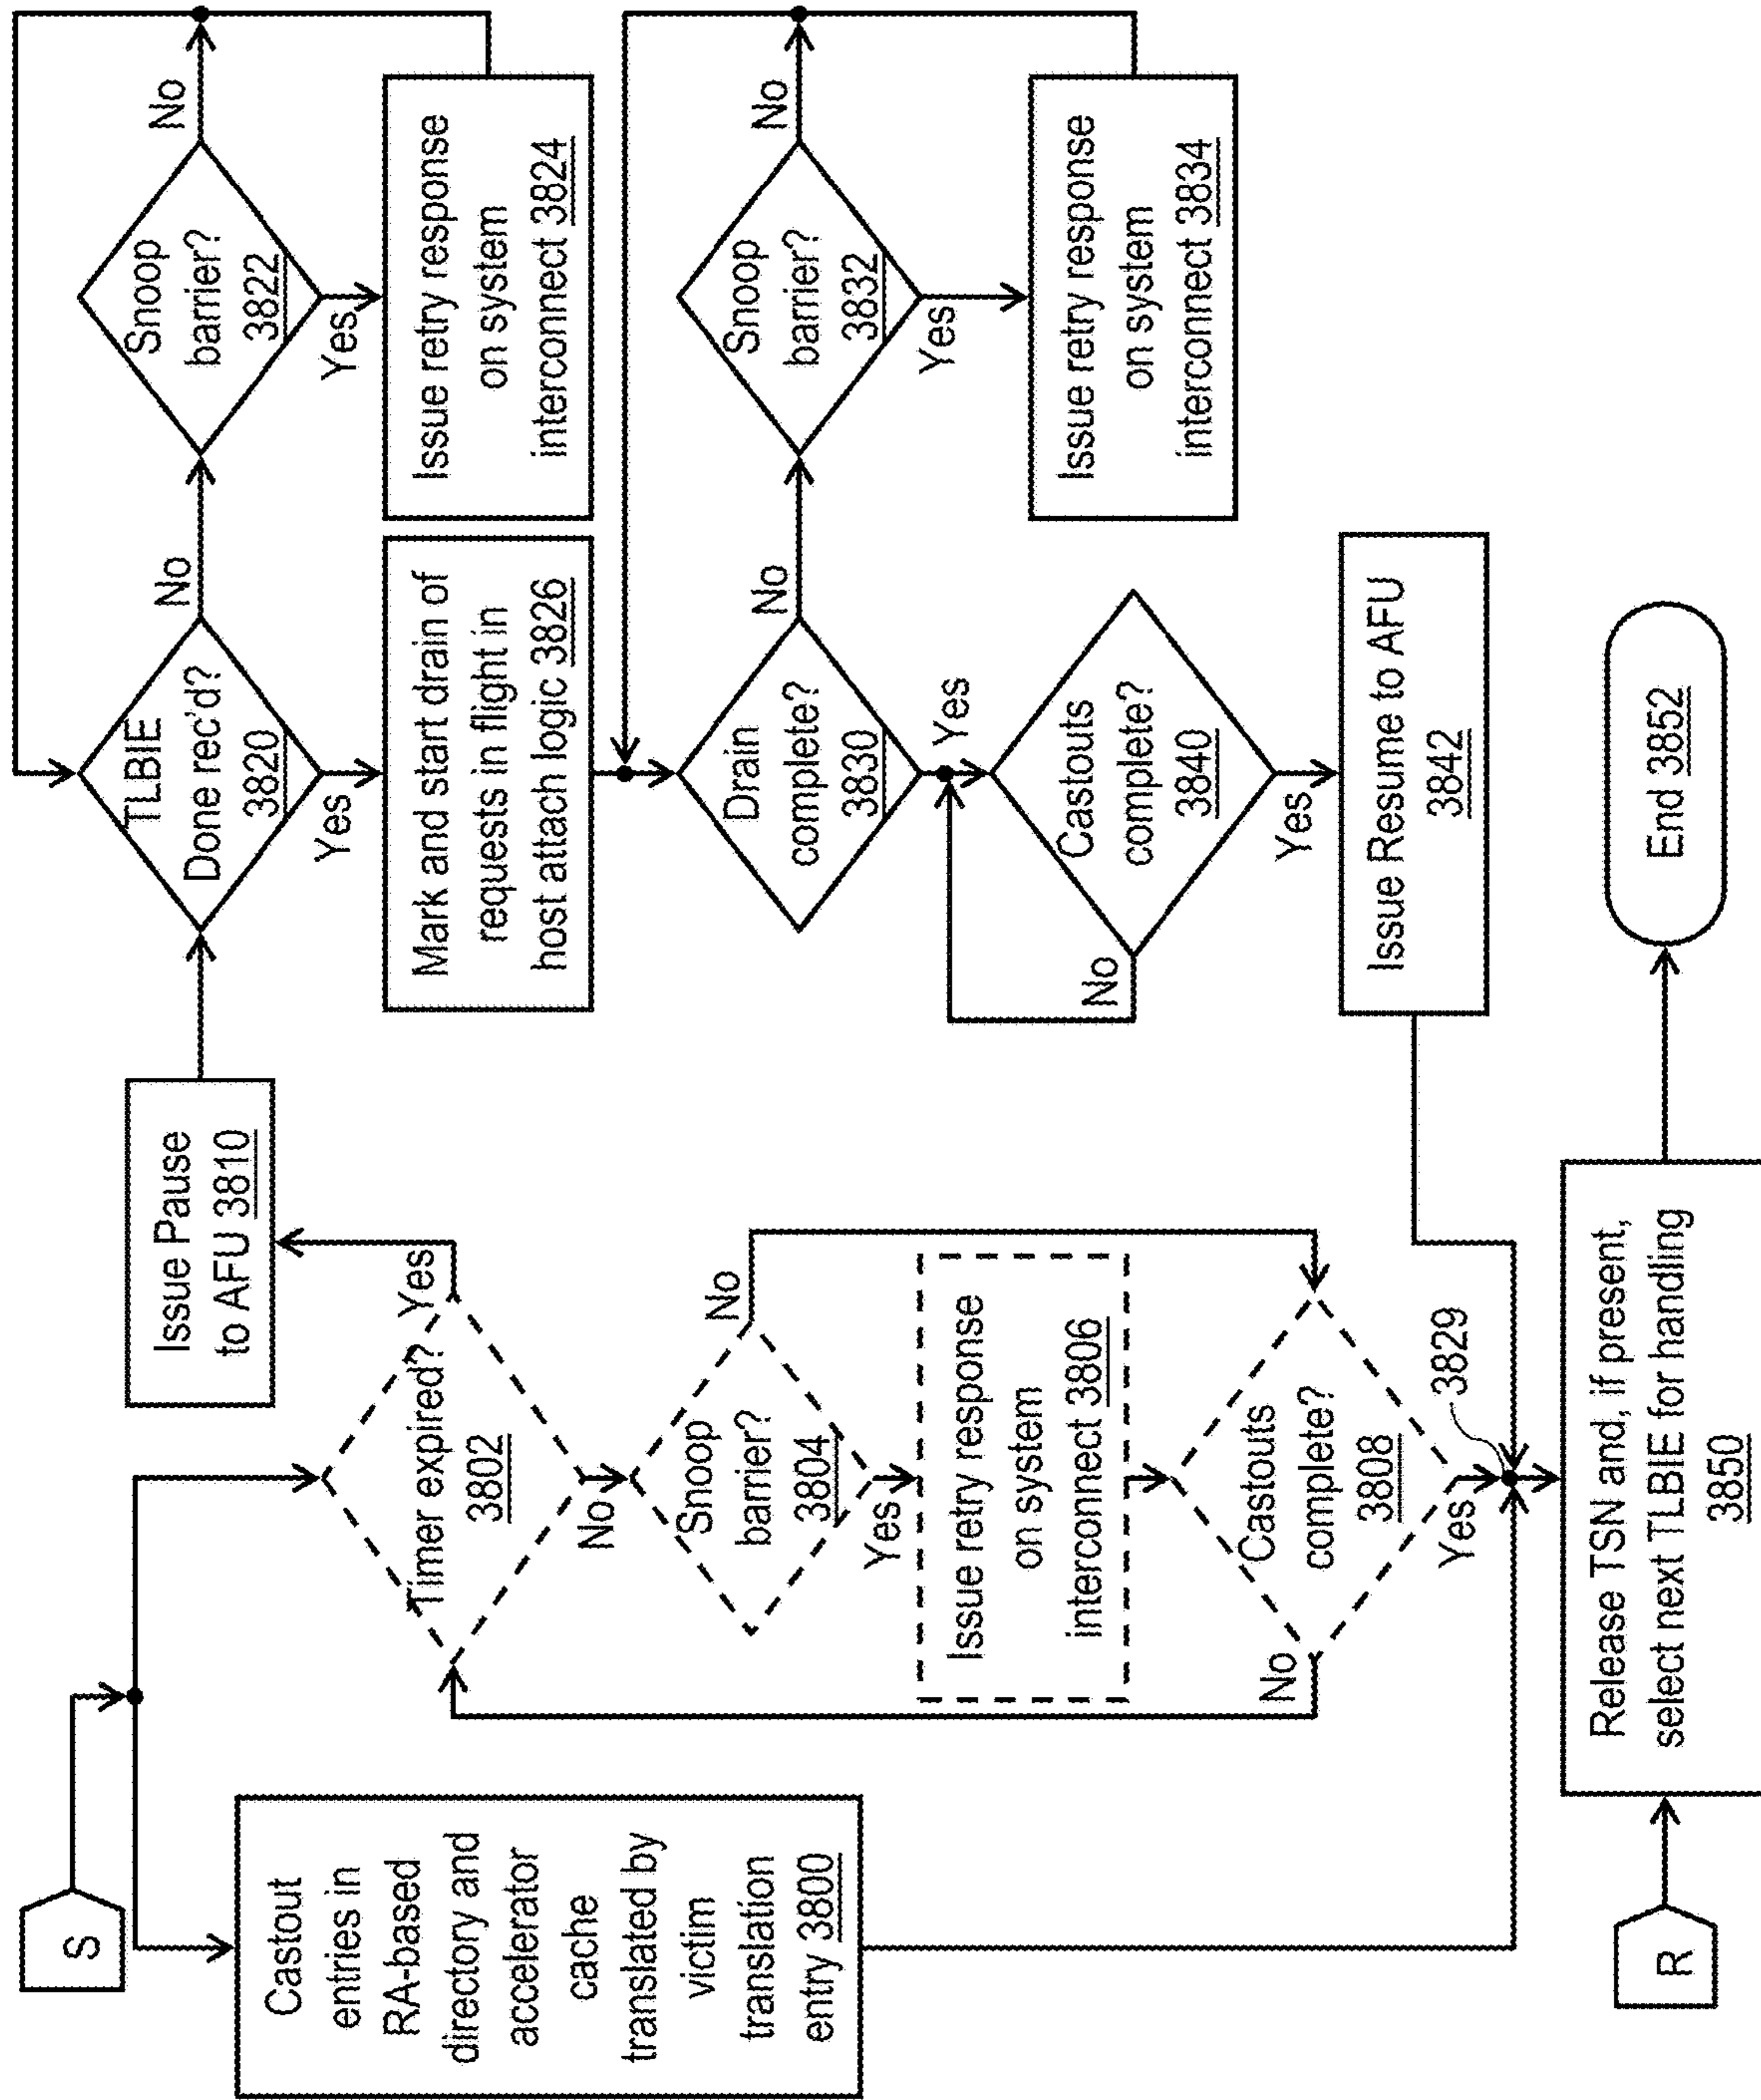 S
Castout
entries in
RA-based
directory and
accelerator
cache
translated by
victim
translation
entry 3800
Timer expired?
3802
Yes
No
Snoop
barrier?
3804
No
Yes
Issue retry response
on system
interconnect 3806
Castouts
complete?
3808
No
Yes
3829
Issue Pause
to AFU 3810
TLBIE
Done rec'd?
3820
No
Yes
Snoop
barrier?
3822
No
Yes
Issue retry response
on system
interconnect 3824
Mark and start drain of
requests in flight in
host attach logic 3826
Drain
complete?
3830
No
Yes
Snoop
barrier?
3832
No
Yes
Issue retry response
on system
interconnect 3834
Castouts
complete?
3840
No
Yes
Issue Resume to AFU
3842
R
Release TSN and, if present,
select next TLBIE for handling
3850
End 3852